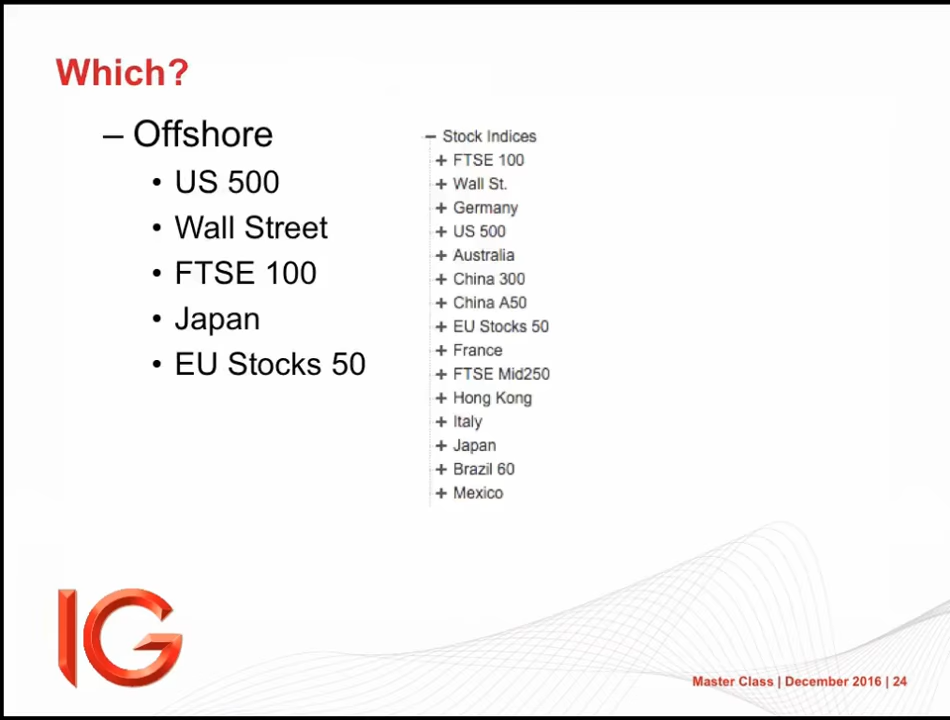 Which?
– Offshore
• US 500
• Wall Street
• FTSE 100
• Japan
• EU Stocks 50
− Stock Indices
+ FTSE 100
+ Wall St.
+ Germany
+ US 500
+ Australia
+ China 300
+ China A50
+ EU Stocks 50
+ France
+ FTSE Mid250
+ Hong Kong
+ Italy
+ Japan
+ Brazil 60
+ Mexico
IG
Master Class | December 2016 | 24